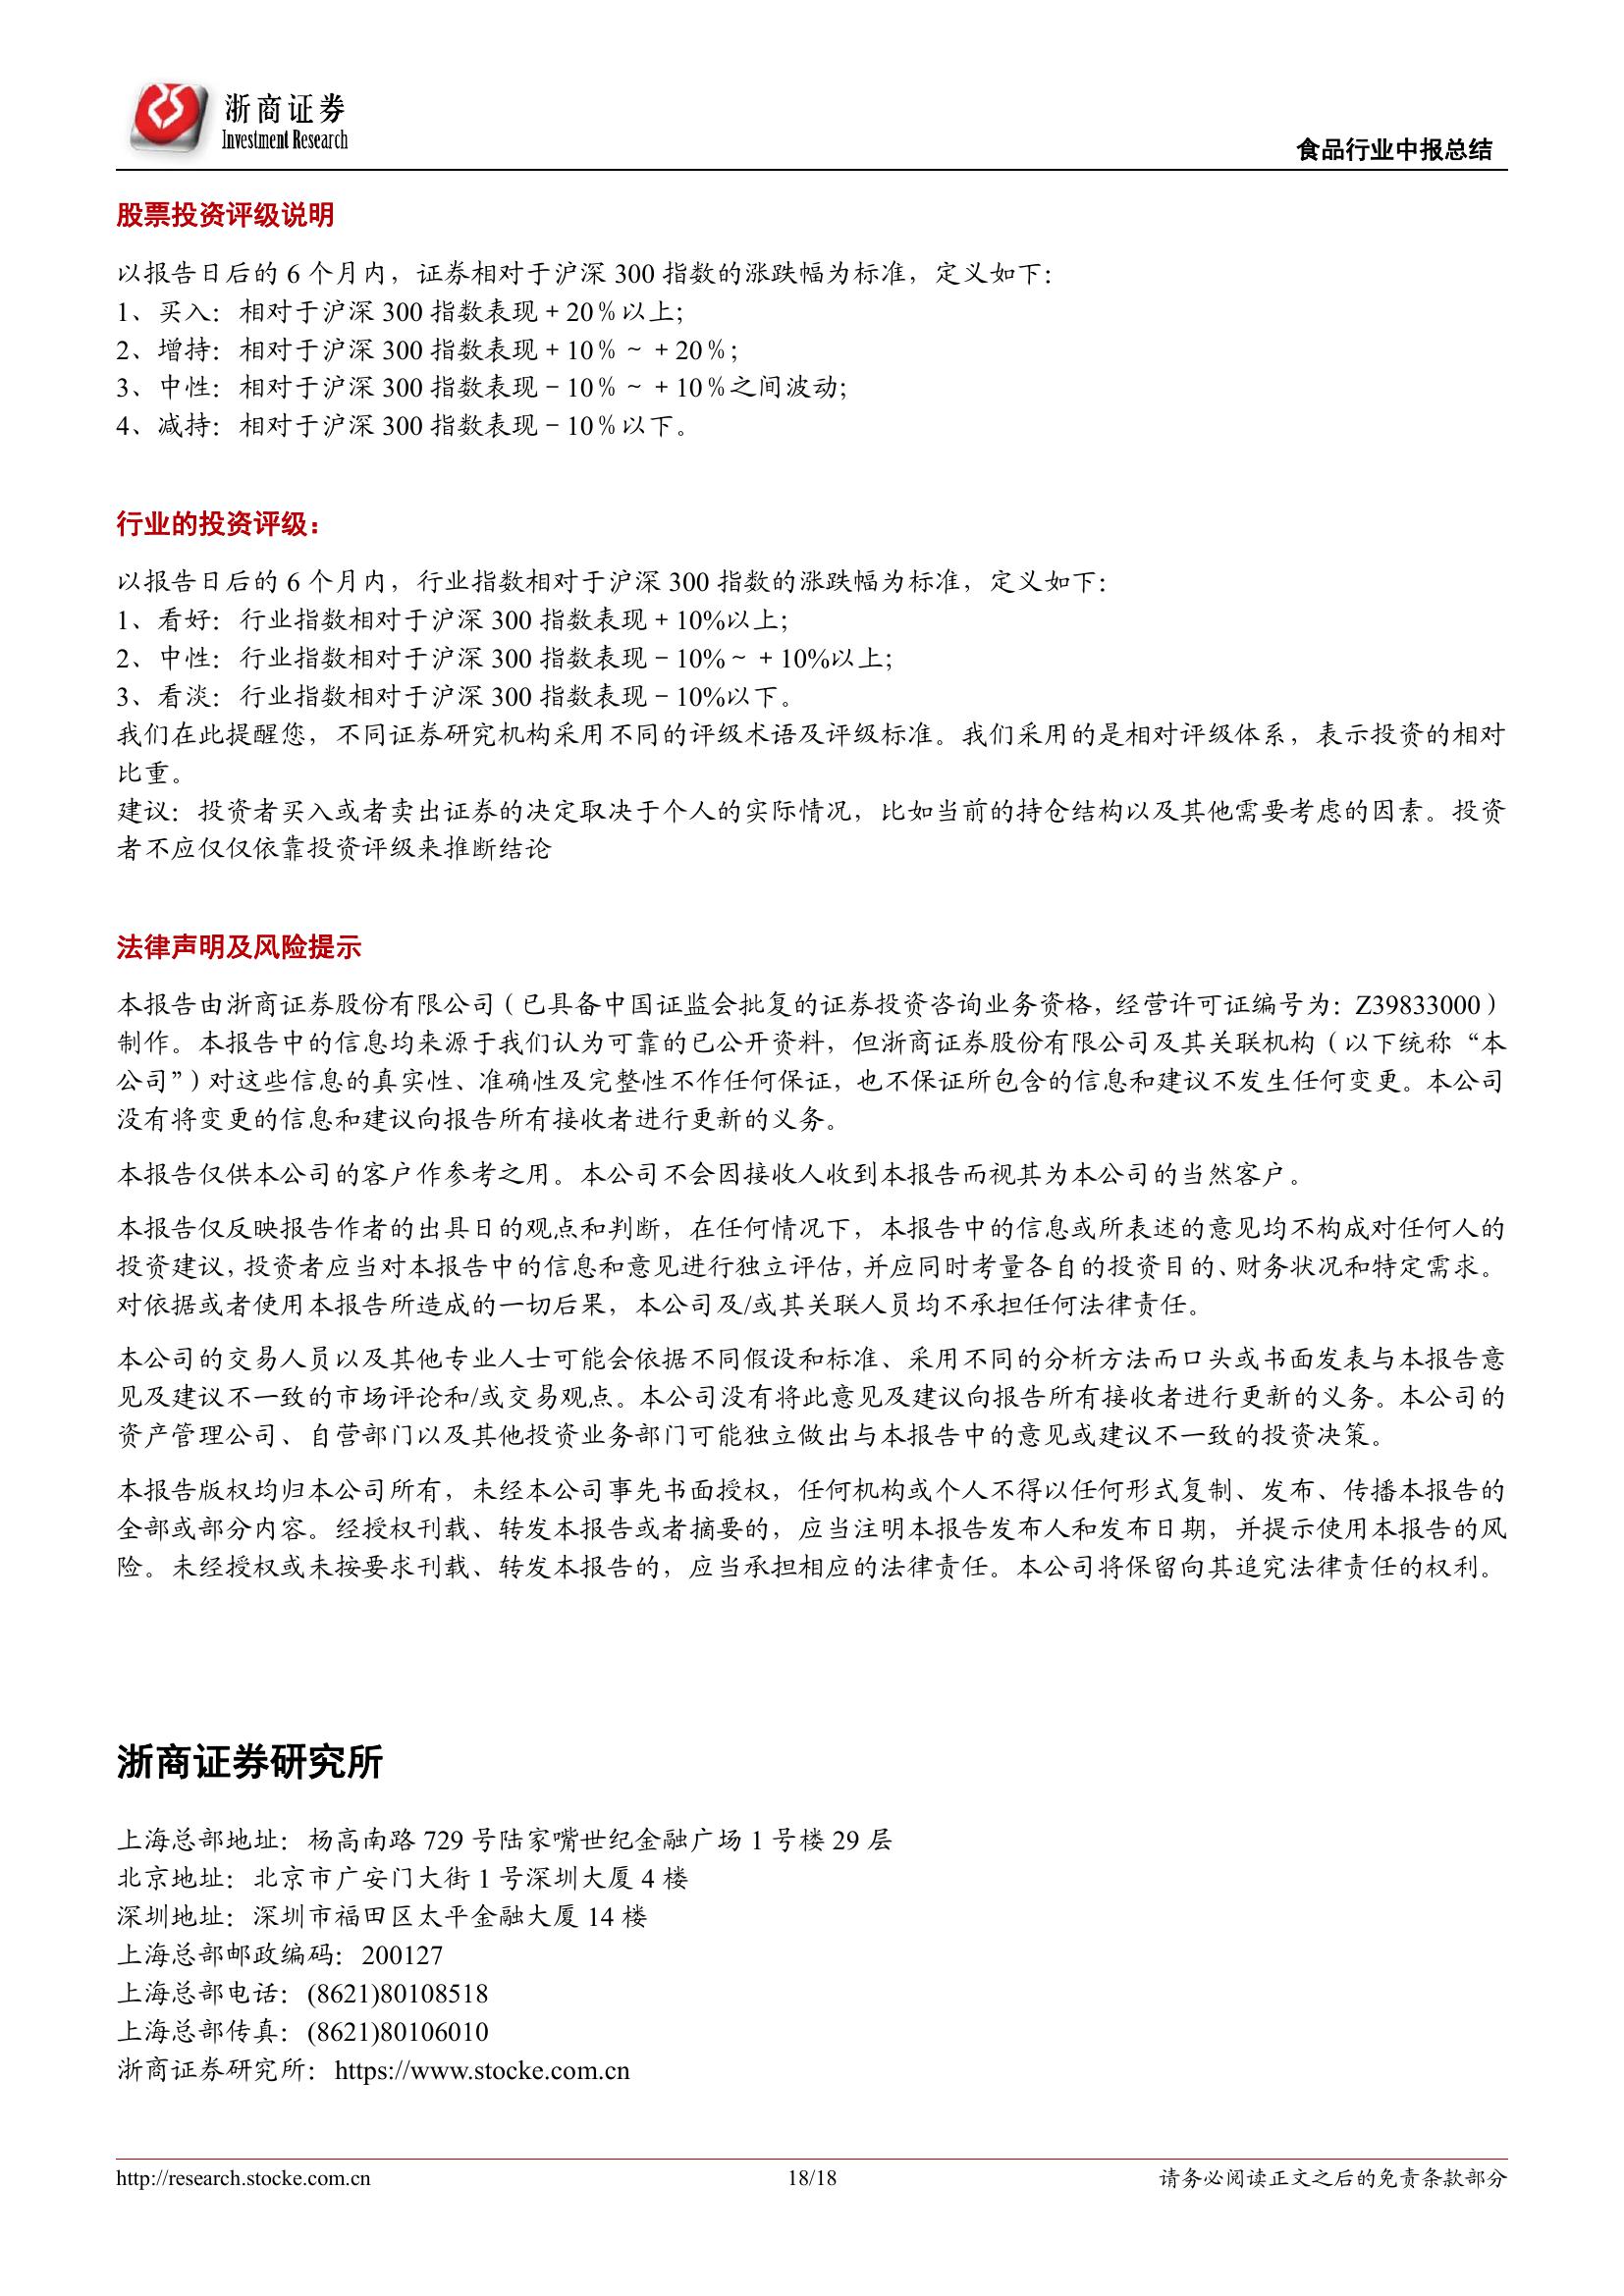 浙商证券
Investment Research
食品行业中报总结
股票投资评级说明
以报告日后的 6 个月内，证券相对于沪深 300 指数的涨跌幅为标准，定义如下：
1、买入：相对于沪深 300 指数表现＋20％以上；
2、增持：相对于沪深 300 指数表现＋10％～＋20％；
3、中性：相对于沪深 300 指数表现－10％～＋10％之间波动；
4、减持：相对于沪深 300 指数表现－10％以下。
行业的投资评级：
以报告日后的 6 个月内，行业指数相对于沪深 300 指数的涨跌幅为标准，定义如下：
1、看好：行业指数相对于沪深 300 指数表现＋10%以上；
2、中性：行业指数相对于沪深 300 指数表现－10%～＋10%以上；
3、看淡：行业指数相对于沪深 300 指数表现－10%以下。
我们在此提醒您，不同证券研究机构采用不同的评级术语及评级标准。我们采用的是相对评级体系，表示投资的相对
比重。
建议：投资者买入或者卖出证券的决定取决于个人的实际情况，比如当前的持仓结构以及其他需要考虑的因素。投资
者不应仅仅依靠投资评级来推断结论
法律声明及风险提示
本报告由浙商证券股份有限公司（已具备中国证监会批复的证券投资咨询业务资格，经营许可证编号为：Z39833000）
制作。本报告中的信息均来源于我们认为可靠的已公开资料，但浙商证券股份有限公司及其关联机构（以下统称“本
公司”）对这些信息的真实性、准确性及完整性不作任何保证，也不保证所包含的信息和建议不发生任何变更。本公司
没有将变更的信息和建议向报告所有接收者进行更新的义务。
本报告仅供本公司的客户作参考之用。本公司不会因接收人收到本报告而视其为本公司的当然客户。
本报告仅反映报告作者的出具日的观点和判断，在任何情况下，本报告中的信息或所表述的意见均不构成对任何人的
投资建议，投资者应当对本报告中的信息和意见进行独立评估，并应同时考量各自的投资目的、财务状况和特定需求。
对依据或者使用本报告所造成的一切后果，本公司及/或其关联人员均不承担任何法律责任。
本公司的交易人员以及其他专业人士可能会依据不同假设和标准、采用不同的分析方法而口头或书面发表与本报告意
见及建议不一致的市场评论和/或交易观点。本公司没有将此意见及建议向报告所有接收者进行更新的义务。本公司的
资产管理公司、自营部门以及其他投资业务部门可能独立做出与本报告中的意见或建议不一致的投资决策。
本报告版权均归本公司所有，未经本公司事先书面授权，任何机构或个人不得以任何形式复制、发布、传播本报告的
全部或部分内容。经授权刊载、转发本报告或者摘要的，应当注明本报告发布人和发布日期，并提示使用本报告的风
险。未经授权或未按要求刊载、转发本报告的，应当承担相应的法律责任。本公司将保留向其追究法律责任的权利。
浙商证券研究所
上海总部地址：杨高南路 729 号陆家嘴世纪金融广场 1 号楼 29 层
北京地址：北京市广安门大街 1 号深圳大厦 4 楼
深圳地址：深圳市福田区太平金融大厦 14 楼
上海总部邮政编码：200127
上海总部电话：(8621)80108518
上海总部传真：(8621)80106010
浙商证券研究所：https://www.stocke.com.cn
http://research.stocke.com.cn
18/18
请务必阅读正文之后的免责条款部分